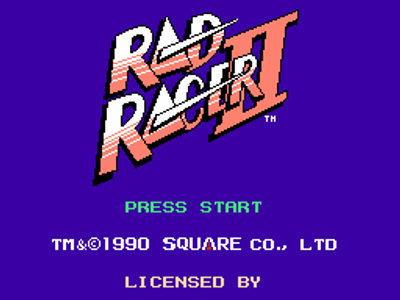 RAD
RACER II
TM
PRESS START
TM&©1990 SQUARE CO., LTD
LICENSED BY